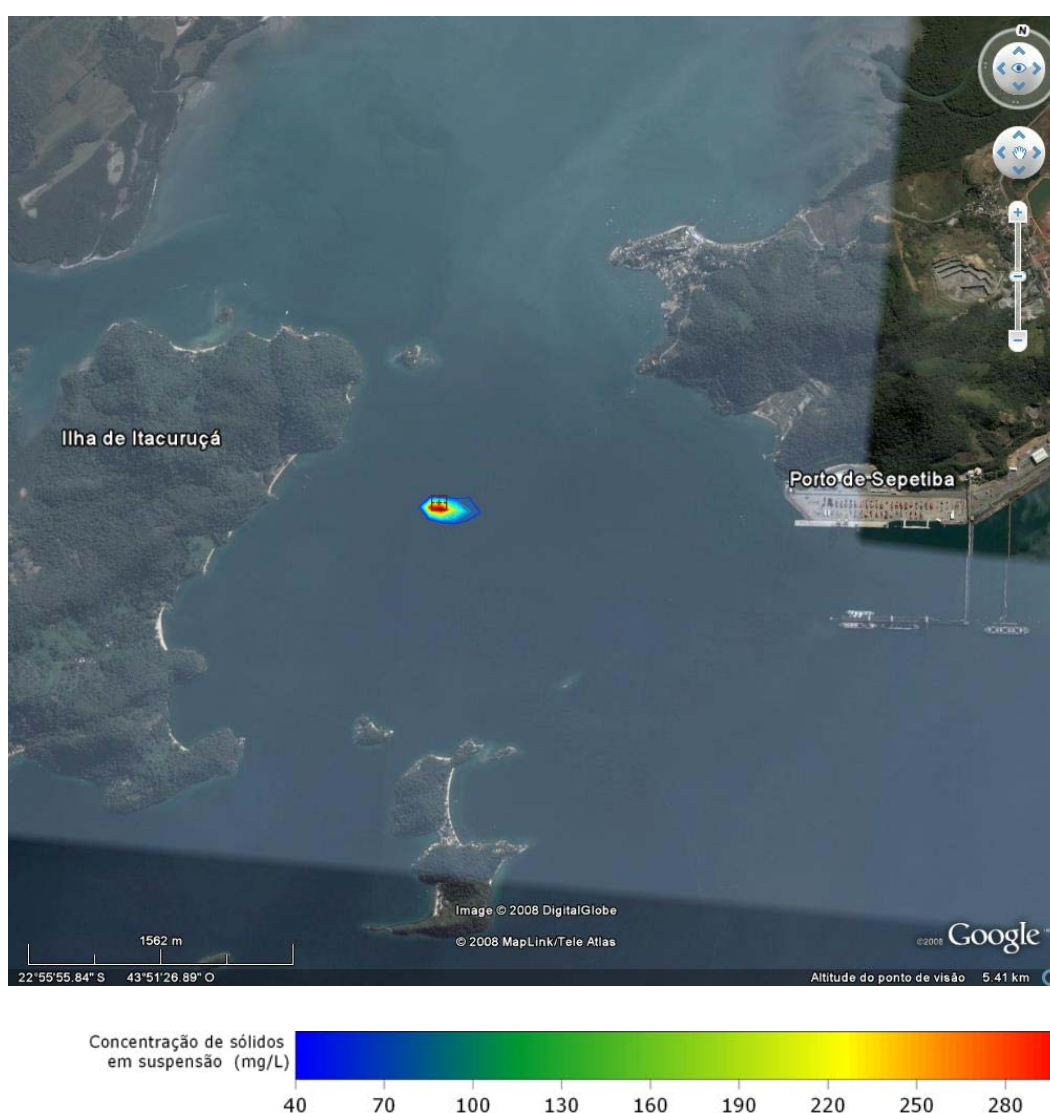 N
Ilha de Itacuruçá
Porto de Sepetiba
Image © 2008 DigitalGlobe
© 2008 MapLink/Tele Atlas
©2008 Google
1562 m
22°55'55.84" S 43°51'26.89" O
Altitude do ponto de visão 5.41 km
Concentração de sólidos
em suspensão (mg/L)
40 70 100 130 160 190 220 250 280